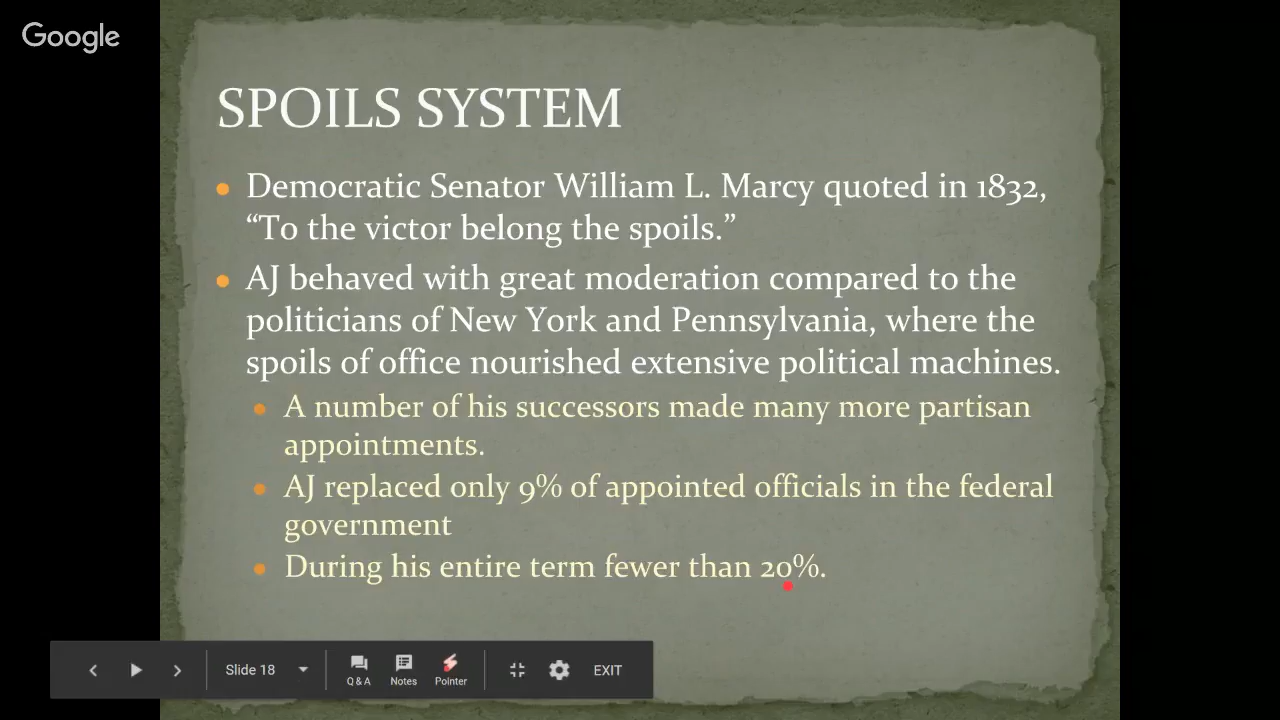 Google
SPOILS SYSTEM
Democratic Senator William L. Marcy quoted in 1832,
“To the victor belong the spoils.”
AJ behaved with great moderation compared to the
politicians of New York and Pennsylvania, where the
spoils of office nourished extensive political machines.
A number of his successors made many more partisan
appointments.
AJ replaced only 9% of appointed officials in the federal
government
During his entire term fewer than 20%.
Slide 18
Q & A
Notes
Pointer
EXIT